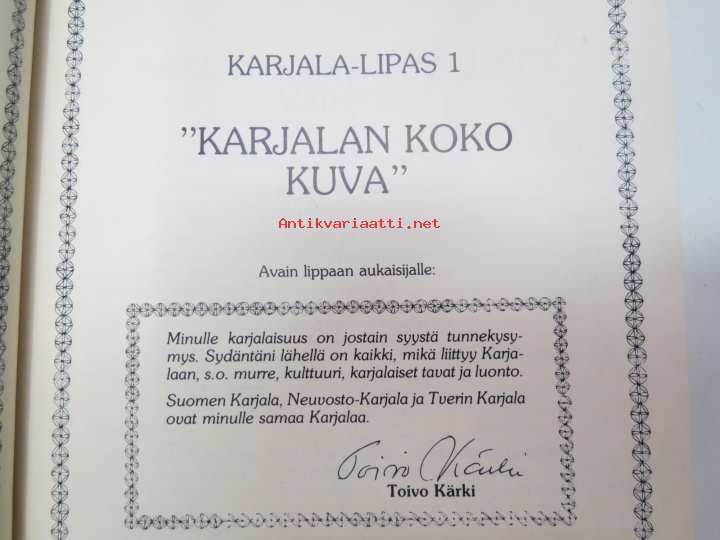 KARJALA-LIPAS 1
”KARJALAN KOKO
KUVA”
Antikvariaatti.net
Avain lippaan aukaisijalle:
Minulle karjalaisuus on jostain syystä tunnekysy-
mys. Sydäntäni lähellä on kaikki, mikä liittyy Karja-
laan, s.o. murre, kulttuuri, karjalaiset tavat ja luonto.
Suomen Karjala, Neuvosto-Karjala ja Tverin Karjala
ovat minulle samaa Karjalaa.
Toivo Kärki
Toivo Kärki